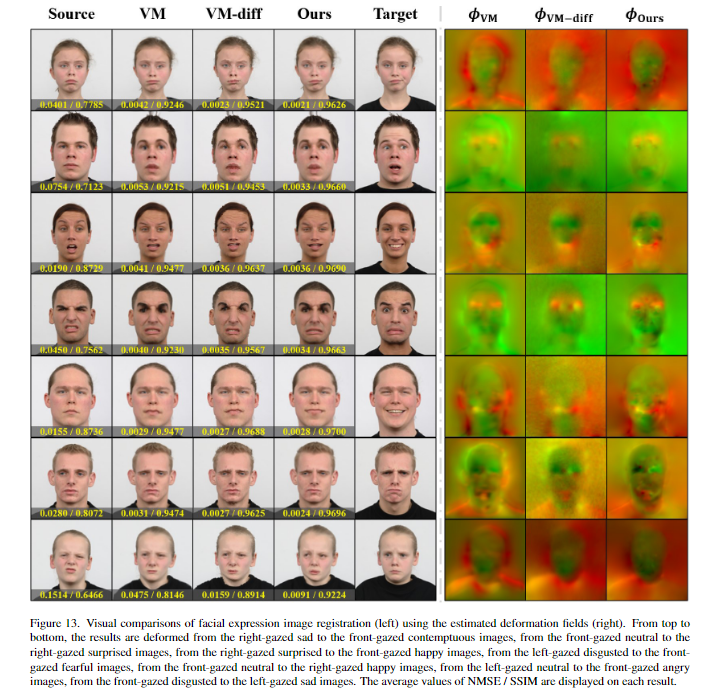 Source VM VM-diff Ours Target ϕVM ϕVM−diff ϕOurs
0.0401 / 0.7785 0.0042 / 0.9246 0.0023 / 0.9521 0.0021 / 0.9626
0.0754 / 0.7123 0.0053 / 0.9215 0.0051 / 0.9453 0.0033 / 0.9660
0.0190 / 0.8729 0.0041 / 0.9477 0.0036 / 0.9637 0.0036 / 0.9690
0.0450 / 0.7562 0.0040 / 0.9230 0.0035 / 0.9567 0.0034 / 0.9663
0.0155 / 0.8736 0.0029 / 0.9477 0.0027 / 0.9688 0.0028 / 0.9700
0.0280 / 0.8072 0.0031 / 0.9474 0.0027 / 0.9625 0.0024 / 0.9696
0.1514 / 0.6466 0.0475 / 0.8146 0.0159 / 0.8914 0.0091 / 0.9224
Figure 13. Visual comparisons of facial expression image registration (left) using the estimated deformation fields (right). From top to
bottom, the results are deformed from the right-gazed sad to the front-gazed contemptuous images, from the front-gazed neutral to the
right-gazed surprised images, from the right-gazed surprised to the front-gazed happy images, from the left-gazed disgusted to the front-
gazed fearful images, from the front-gazed neutral to the right-gazed happy images, from the left-gazed neutral to the front-gazed angry
images, from the front-gazed disgusted to the left-gazed sad images. The average values of NMSE / SSIM are displayed on each result.